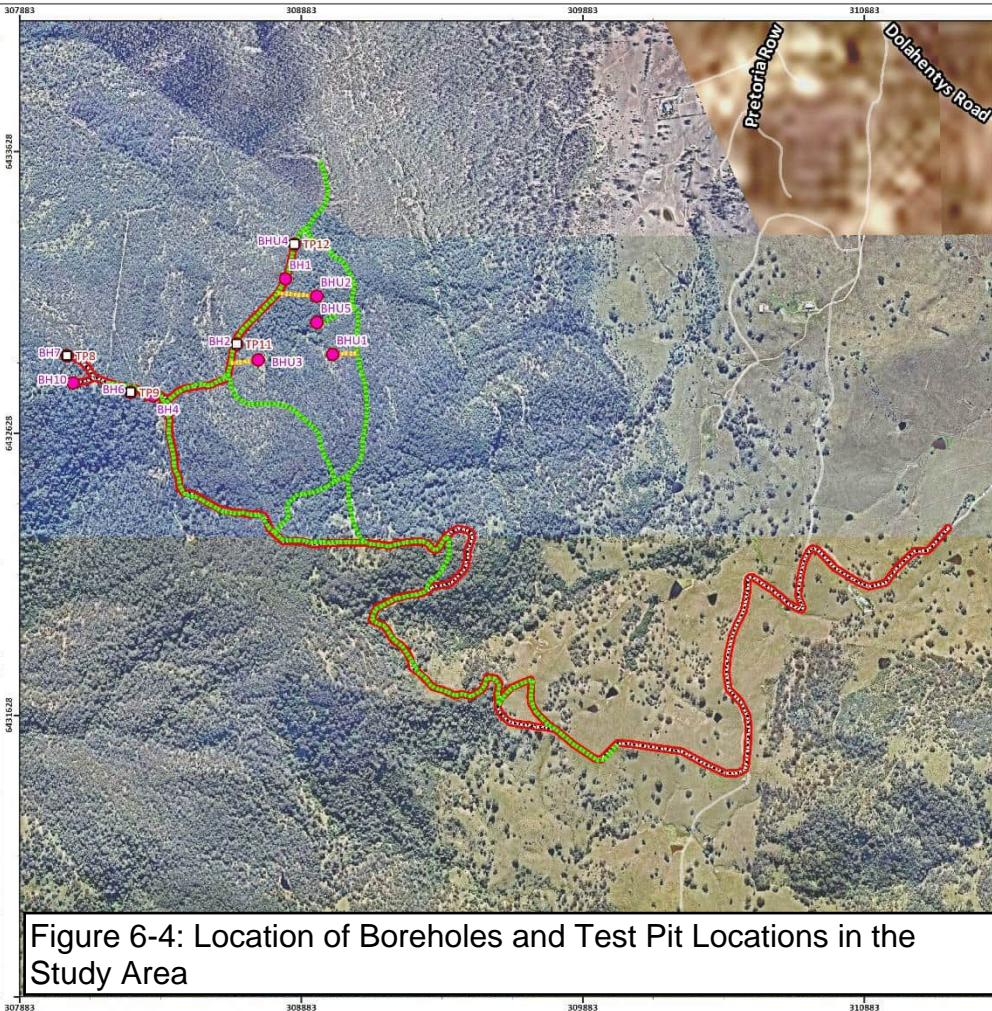 307883 308883 309883 310883
Pretoria Row
Dolahentys Road
6433628
BHU4 TP12
BH1
BHU2
BHU5
BH2 TP11
BHU1
BH7 TP8
BHU3
BH10
BH6 TP9
BH4
6432628
6431628
Figure 6-4: Location of Boreholes and Test Pit Locations in the
Study Area
307883 308883 309883 310883